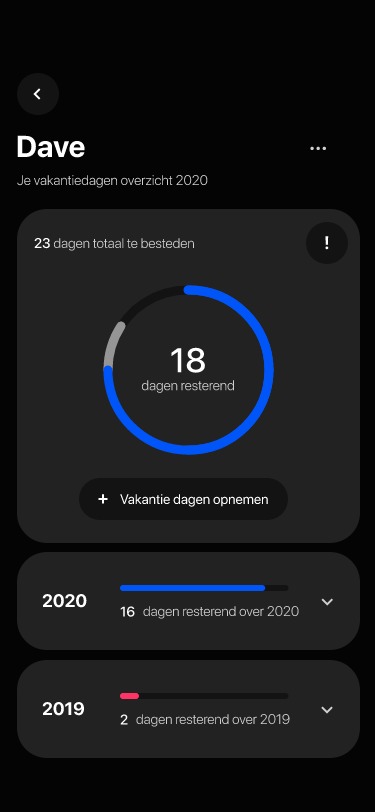 Dave
Je vakantiedagen overzicht 2020
23 dagen totaal te besteden
!
18
dagen resterend
+ Vakantie dagen opnemen
2020
16 dagen resterend over 2020
2019
2 dagen resterend over 2019